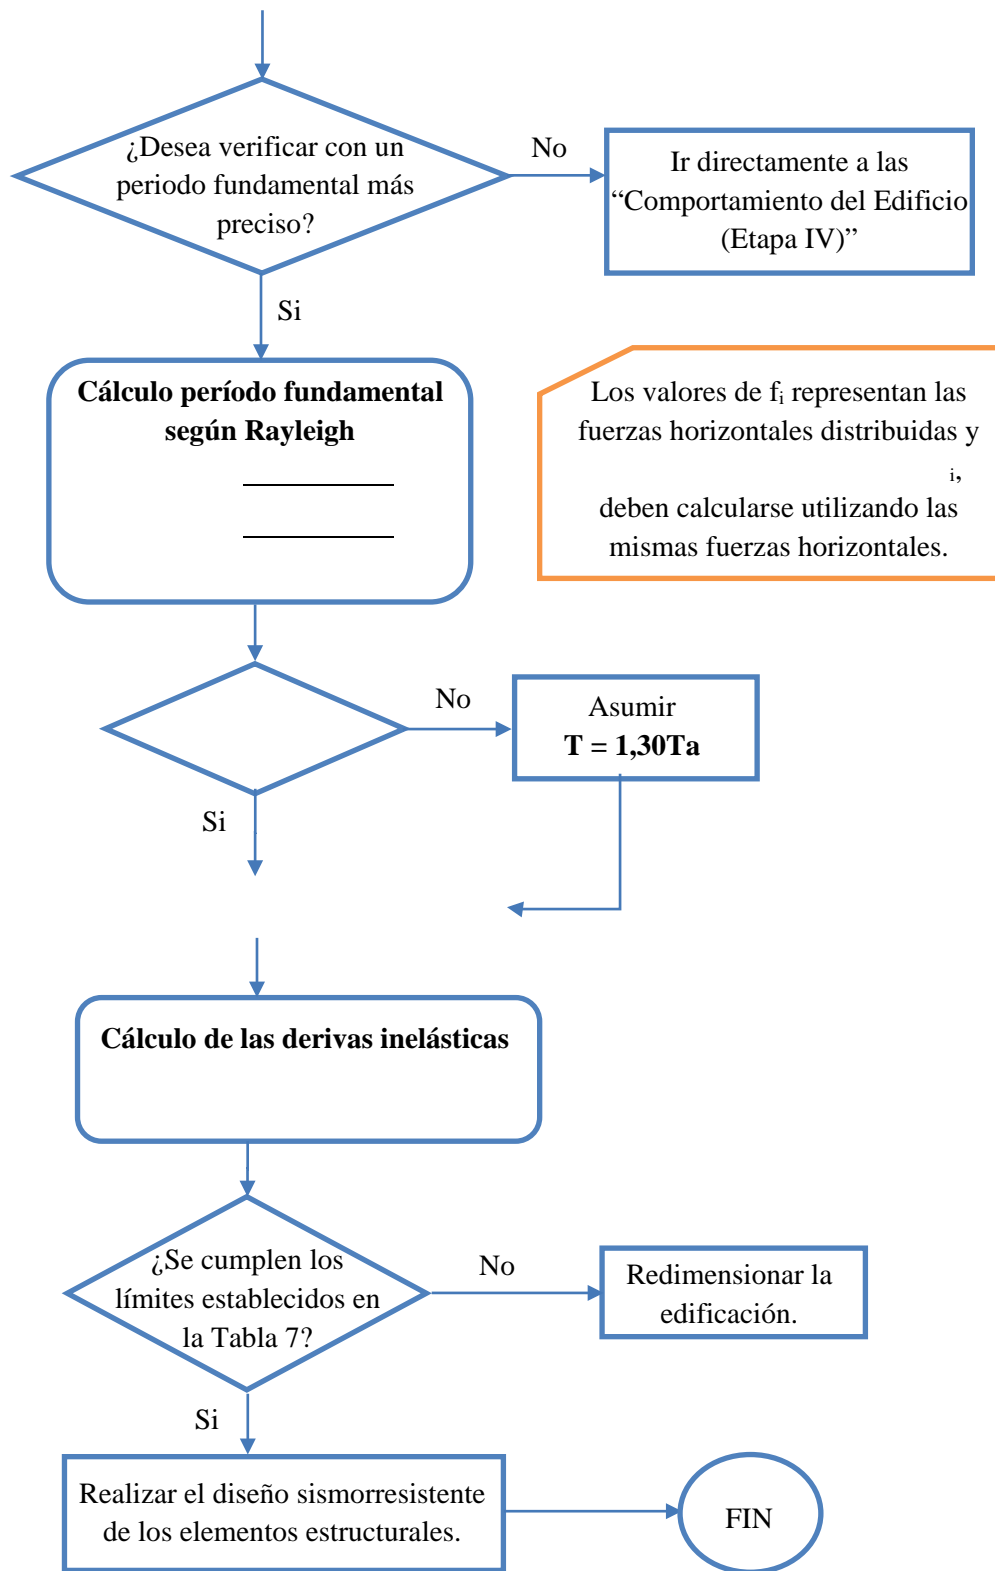 ¿Desea verificar con un
periodo fundamental más
preciso?
No
Ir directamente a las
“Comportamiento del Edificio
(Etapa IV)”
Si
Cálculo período fundamental
según Rayleigh
Los valores de fi representan las
fuerzas horizontales distribuidas y
i,
deben calcularse utilizando las
mismas fuerzas horizontales.
No
Asumir
T = 1,30Ta
Si
Cálculo de las derivas inelásticas
¿Se cumplen los
límites establecidos en
la Tabla 7?
No
Redimensionar la
edificación.
Si
Realizar el diseño sismorresistente
de los elementos estructurales.
FIN